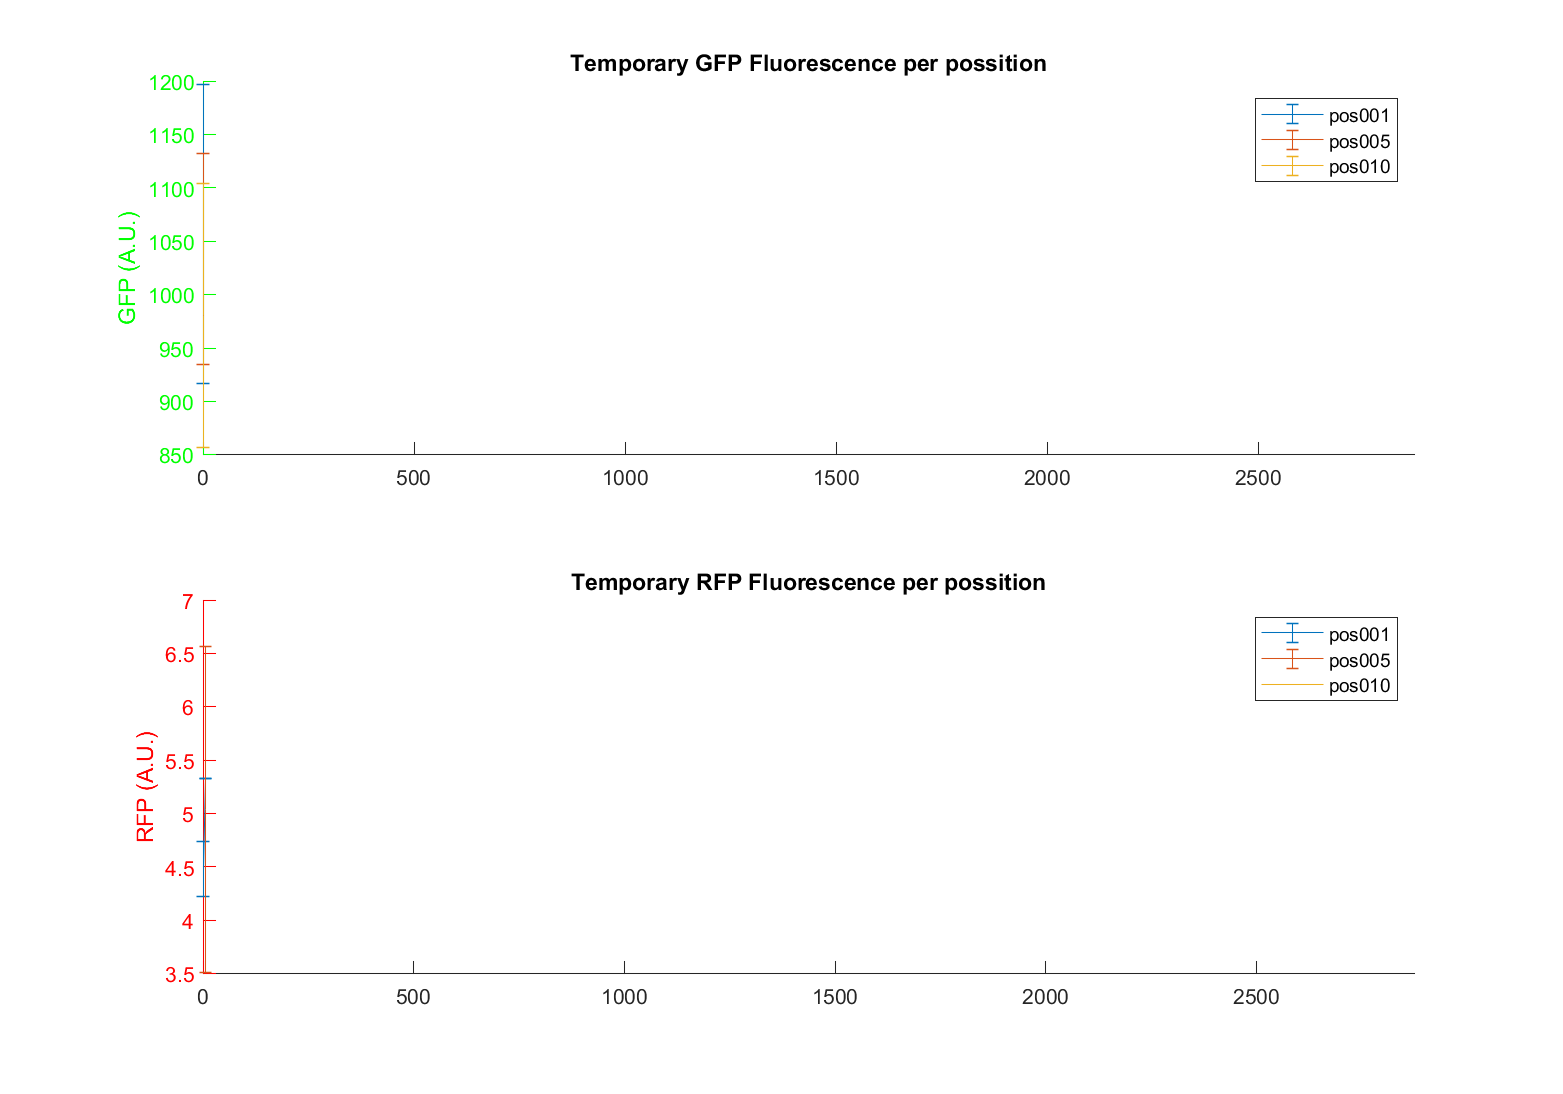 Temporary GFP Fluorescence per possition
GFP (A.U.)
1200
1150
1100
1050
1000
950
900
850
0 500 1000 1500 2000 2500
pos001
pos005
pos010
Temporary RFP Fluorescence per possition
RFP (A.U.)
7
6.5
6
5.5
5
4.5
4
3.5
0 500 1000 1500 2000 2500
pos001
pos005
pos010